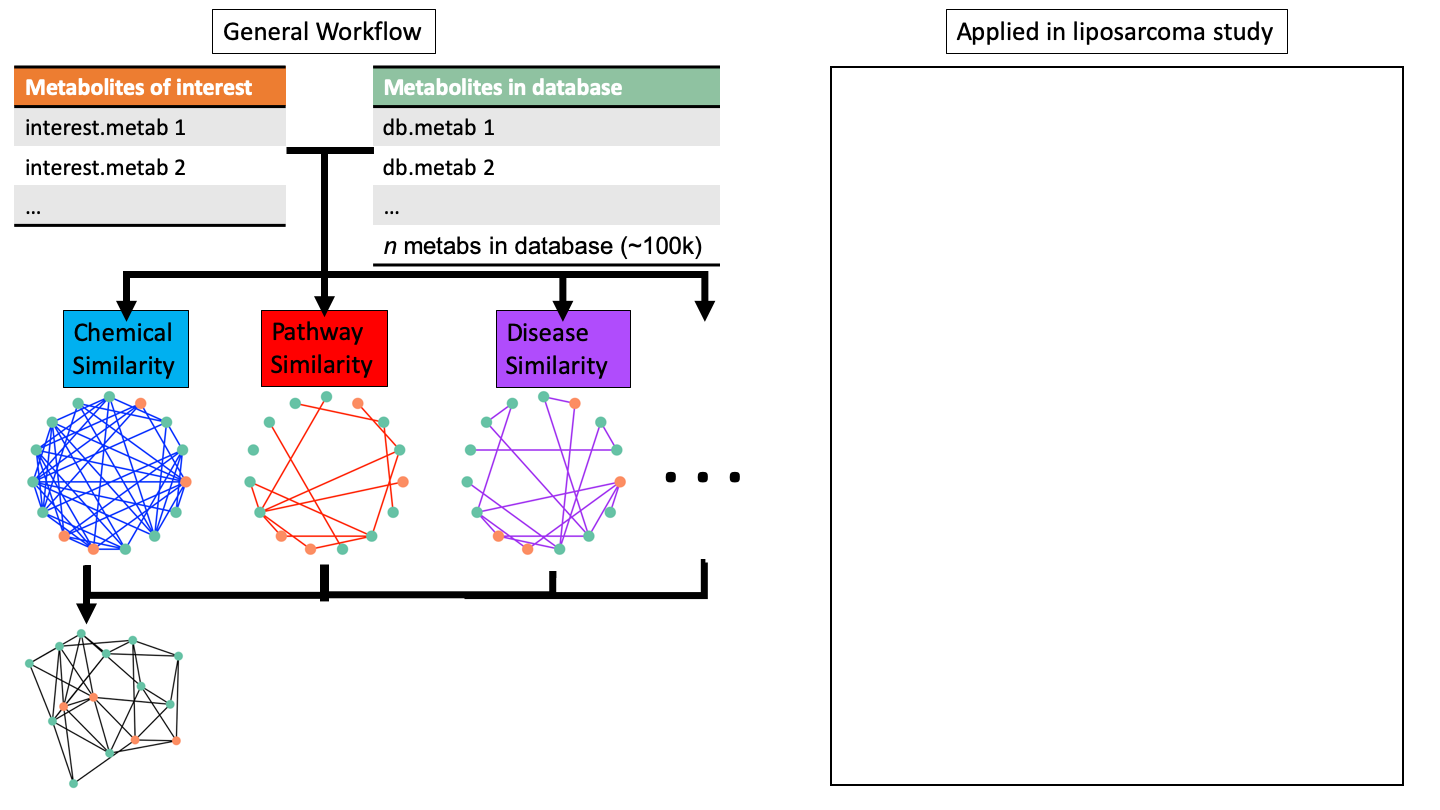 General Workflow
Applied in liposarcoma study
Metabolites of interest
interest.metab 1
interest.metab 2
...
Metabolites in database
db.metab 1
db.metab 2
...
n metabs in database (~100k)
Chemical
Similarity
Pathway
Similarity
Disease
Similarity
. . .